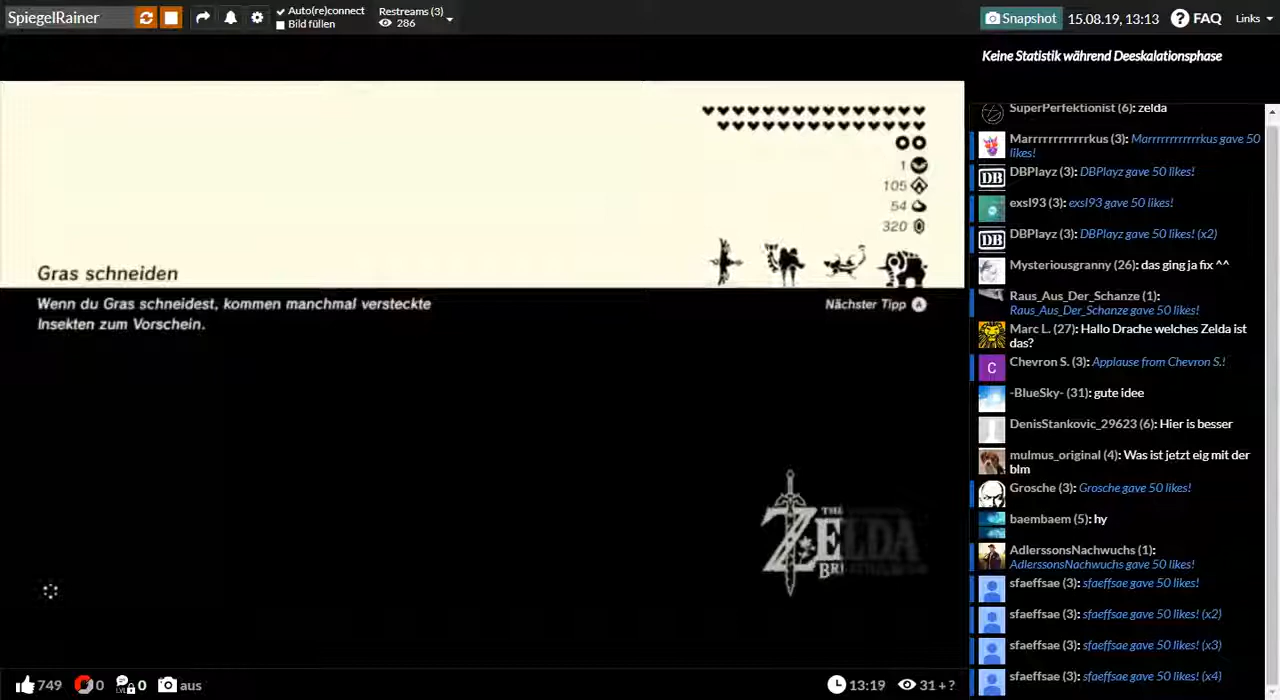 SpiegelRainer
Auto(re)connect
Bild füllen
Restreams (3)
286
Snapshot
15.08.19, 13:13
FAQ
Links
Keine Statistik während Deeskalationsphase
1
105
54
320
Gras schneiden
Wenn du Gras schneidest, kommen manchmal versteckte
Insekten zum Vorschein.
Nächster Tipp A
THE
ZELDA
749
0
LVL
0
aus
13:19
31 + ?
SuperPerfektionist (6): zelda
Marrrrrrrrrrrkus (3): Marrrrrrrrrrrkus gave 50
likes!
DB
DBPlayz (3): DBPlayz gave 50 likes!
exsl93 (3): exsl93 gave 50 likes!
DB
DBPlayz (3): DBPlayz gave 50 likes! (x2)
Mysteriousgranny (26): das ging ja fix ^^
Raus_Aus_Der_Schanze (1):
Raus_Aus_Der_Schanze gave 50 likes!
Marc L. (27): Hallo Drache welches Zelda ist
das?
C
Chevron S. (3): Applause from Chevron S.!
-BlueSky- (31): gute idee
DenisStankovic_29623 (6): Hier is besser
mulmus_original (4): Was ist jetzt eig mit der
blm
Grosche (3): Grosche gave 50 likes!
baembaem (5): hy
AdlerssonsNachwuchs (1):
AdlerssonsNachwuchs gave 50 likes!
sfaeffsae (3): sfaeffsae gave 50 likes!
sfaeffsae (3): sfaeffsae gave 50 likes! (x2)
sfaeffsae (3): sfaeffsae gave 50 likes! (x3)
sfaeffsae (3): sfaeffsae gave 50 likes! (x4)